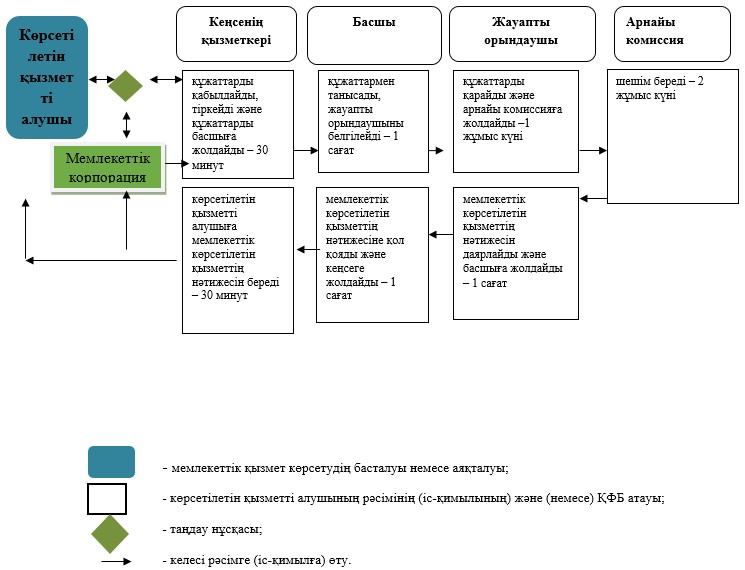 Көрсеті
летін
қызмет
ті
алушы
Мемлекеттік
корпорация
Кеңсенің
қызметкері
Басшы
Жауапты
орындаушы
Арнайы
комиссия
құжаттарды
қабылдайды,
тіркейді және
құжаттарды
басшыға
жолдайды – 30
минут
құжаттармен
танысады,
жауапты
орындаушыны
белгілейді – 1
сағат
құжаттарды
қарайды және
арнайы комиссияға
жолдайды –1
жұмыс күні
шешім береді – 2
жұмыс күні
көрсетілетін
қызметті
алушыға
мемлекеттік
көрсетілетін
қызметтің
нәтижесін береді
– 30 минут
мемлекеттік
көрсетілетін
қызметтің
нәтижесіне қол
қояды және
кеңсеге
жолдайды – 1
сағат
мемлекеттік
көрсетілетін
қызметтің
нәтижесін
даярлайды және
басшыға жолдайды
– 1 сағат
- мемлекеттік қызмет көрсетудің басталуы немесе аяқталуы;
- көрсетілетін қызметті алушының рәсімінің (іс-қимылының) және (немесе) ҚФБ атауы;
- таңдау нұсқасы;
- келесі рәсімге (іс-қимылға) өту.